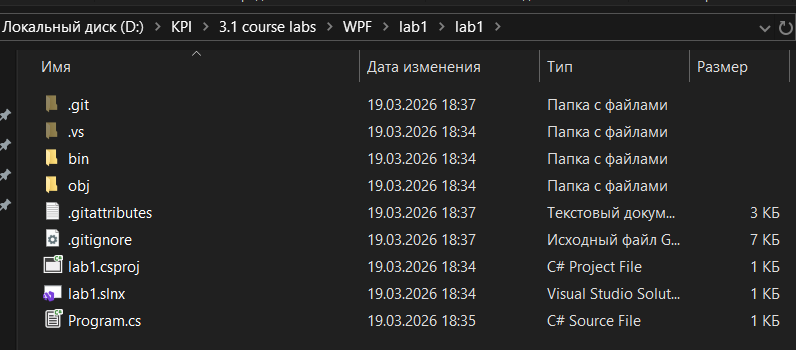 Локальный диск (D:) > KPI > 3.1 course labs > WPF > lab1 > lab1 >
Имя Дата изменения Тип Размер
.git 19.03.2026 18:37 Папка с файлами
.vs 19.03.2026 18:34 Папка с файлами
bin 19.03.2026 18:34 Папка с файлами
obj 19.03.2026 18:34 Папка с файлами
.gitattributes 19.03.2026 18:37 Текстовый докум... 3 КБ
.gitignore 19.03.2026 18:37 Исходный файл G... 7 КБ
lab1.csproj 19.03.2026 18:34 C# Project File 1 КБ
lab1.slnx 19.03.2026 18:34 Visual Studio Solut... 1 КБ
Program.cs 19.03.2026 18:35 C# Source File 1 КБ